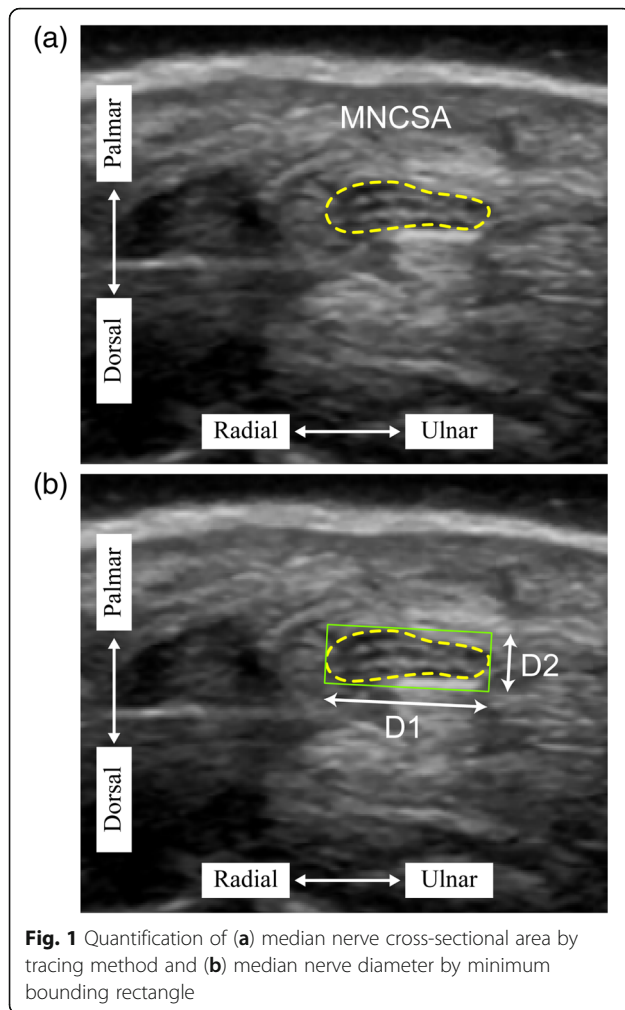 (a)
MNCSA
Palmar
Dorsal
Radial
Ulnar
(b)
Palmar
D2
D1
Dorsal
Radial
Ulnar
Fig. 1 Quantification of (a) median nerve cross-sectional area by
tracing method and (b) median nerve diameter by minimum
bounding rectangle